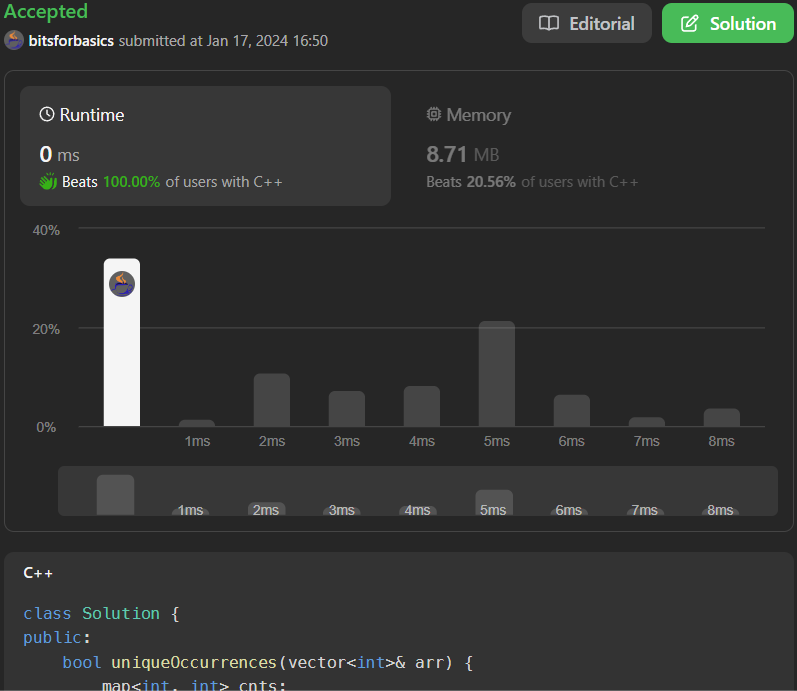 Accepted
bitsforbasics submitted at Jan 17, 2024 16:50
Editorial
Solution
Runtime
0 ms
Beats 100.00% of users with C++
Memory
8.71 MB
Beats 20.56% of users with C++
40%
20%
0%
1ms 2ms 3ms 4ms 5ms 6ms 7ms 8ms
1ms 2ms 3ms 4ms 5ms 6ms 7ms 8ms
C++
class Solution {
public:
    bool uniqueOccurrences(vector<int>& arr) {
        map<int, int> cnts;